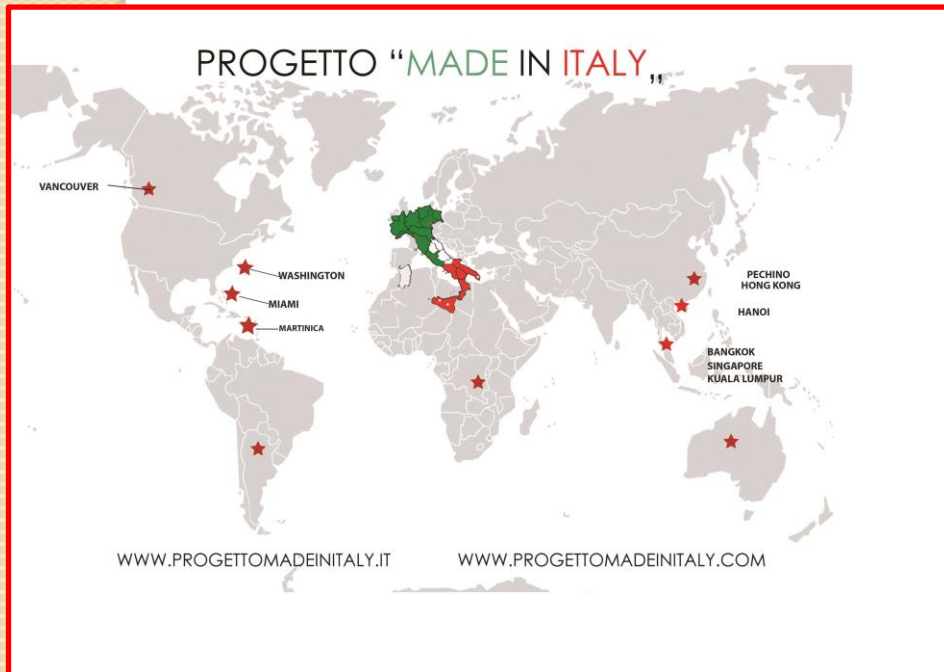 PROGETTO “MADE IN ITALY„
VANCOUVER
WASHINGTON
MIAMI
MARTINICA
PECHINO
HONG KONG
HANOI
BANGKOK
SINGAPORE
KUALA LUMPUR
WWW.PROGETTOMADEINITALY.IT
WWW.PROGETTOMADEINITALY.COM